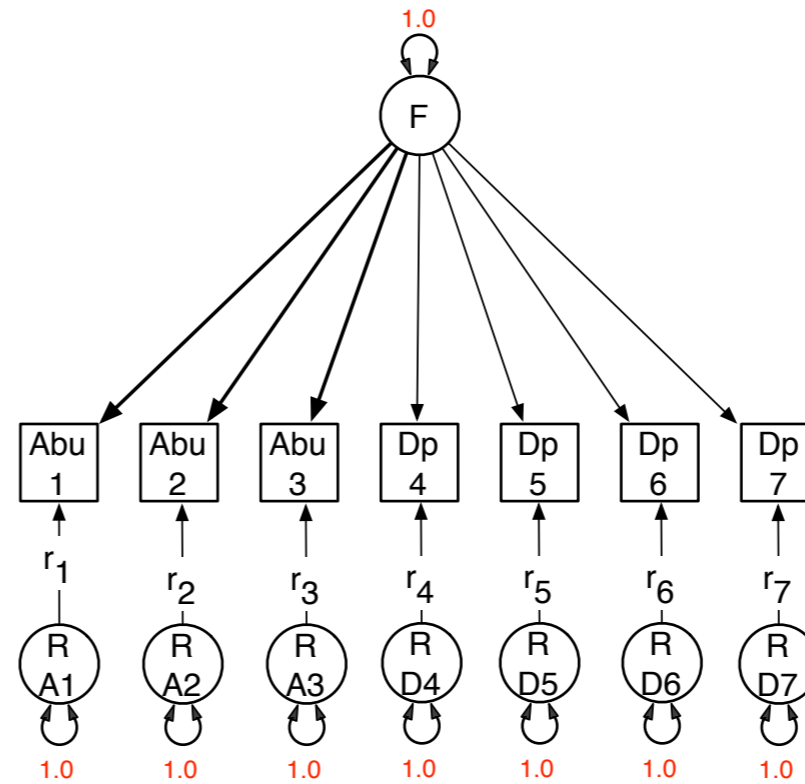 1.0
F
Abu Abu Abu Dp Dp Dp Dp
1 2 3 4 5 6 7
r1 r2 r3 r4 r5 r6 r7
R R R R R R R
A1 A2 A3 D4 D5 D6 D7
1.0 1.0 1.0 1.0 1.0 1.0 1.0